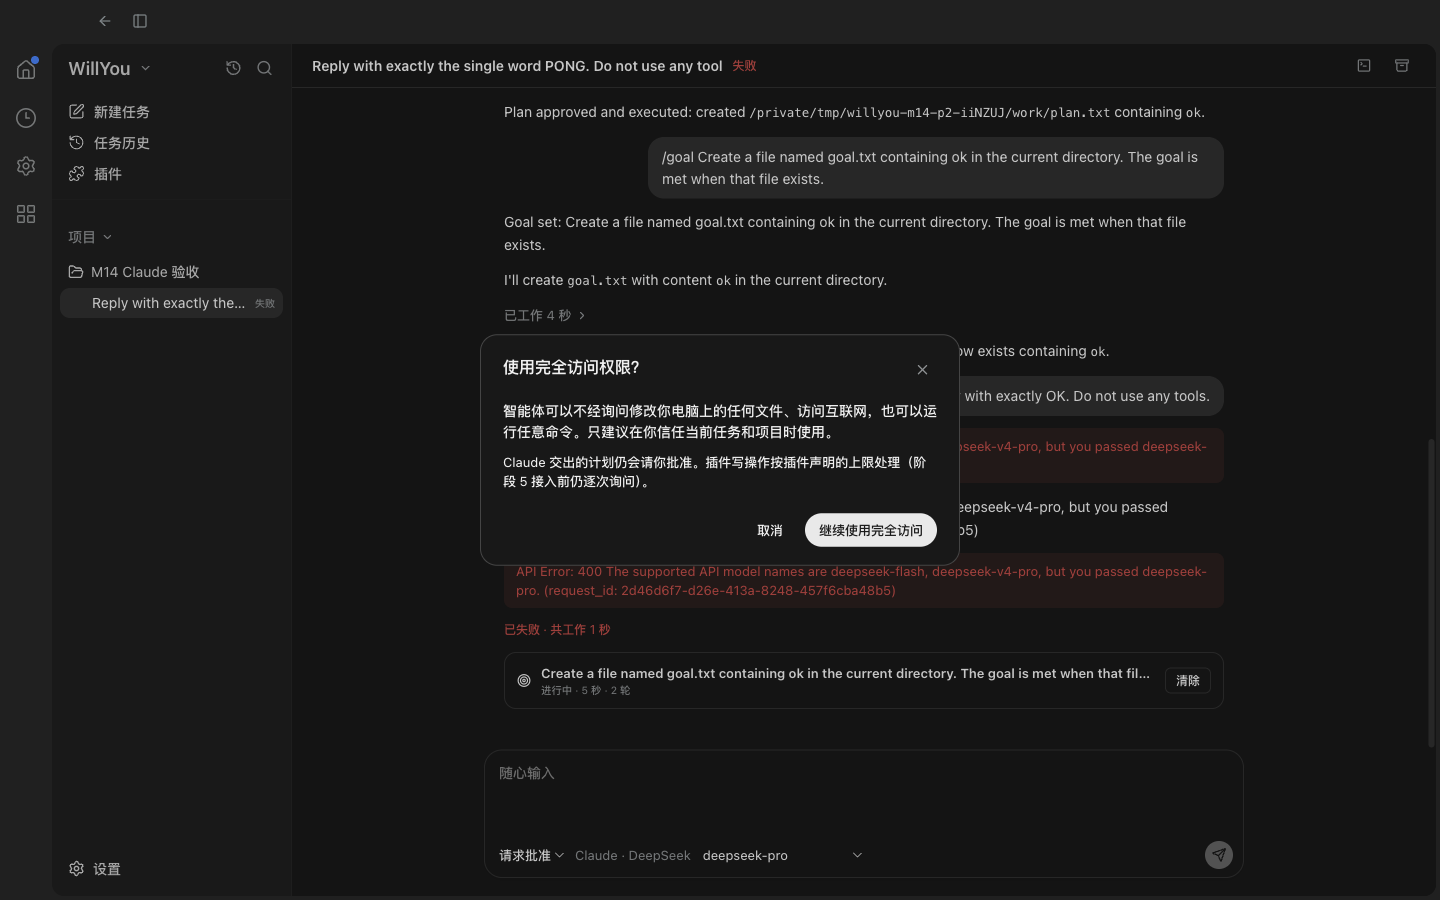 WillYou
新建任务
任务历史
插件
项目
M14 Claude 验收
Reply with exactly the...
失败
设置
Reply with exactly the single word PONG. Do not use any tool 失败
Plan approved and executed: created /private/tmp/willyou-m14-p2-iiNZUJ/work/plan.txt containing ok.
/goal Create a file named goal.txt containing ok in the current directory. The goal is
met when that file exists.
Goal set: Create a file named goal.txt containing ok in the current directory. The goal is met when that file
exists.
I'll create goal.txt with content ok in the current directory.
已工作 4 秒
ow exists containing ok.
with exactly OK. Do not use any tools.
pseek-v4-pro, but you passed deepseek-
eepseek-v4-pro, but you passed
b5)
使用完全访问权限?
智能体可以不经询问修改你电脑上的任何文件、访问互联网，也可以运
行任意命令。只建议在你信任当前任务和项目时使用。
Claude 交出的计划仍会请你批准。插件写操作按插件声明的上限处理（阶
段 5 接入前仍逐次询问）。
取消
继续使用完全访问
API Error: 400 The supported API model names are deepseek-flash, deepseek-v4-pro, but you passed deepseek-
pro. (request_id: 2d46d6f7-d26e-413a-8248-457f6cba48b5)
已失败 · 共工作 1 秒
Create a file named goal.txt containing ok in the current directory. The goal is met when that fil...
进行中 · 5 秒 · 2 轮
清除
随心输入
请求批准
Claude · DeepSeek
deepseek-pro